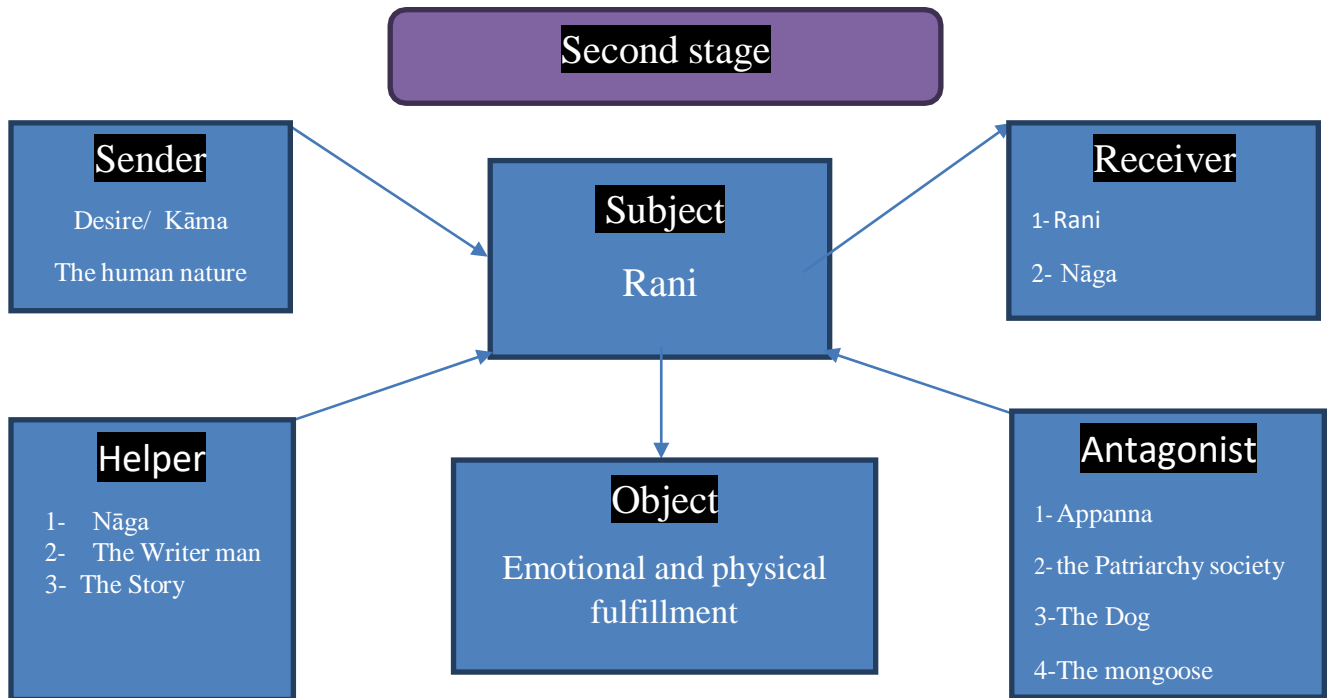 Second stage
Sender
Desire/ Kāma
The human nature
Subject
Rani
Receiver
1- Rani
2- Nāga
Helper
1- Nāga
2- The Writer man
3- The Story
Object
Emotional and physical
fulfillment
Antagonist
1- Appanna
2- the Patriarchy society
3-The Dog
4-The mongoose